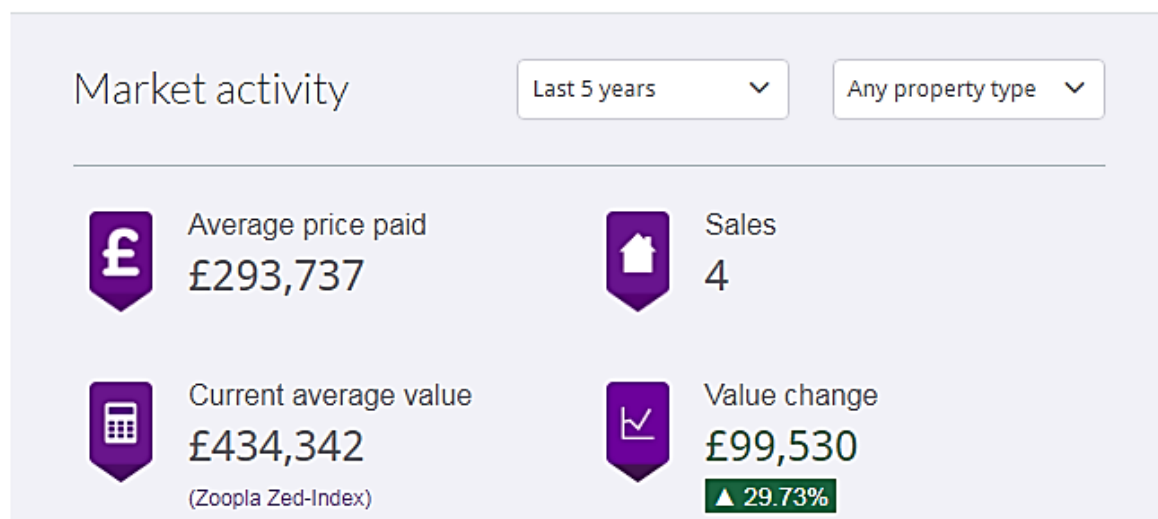 Market activity
Last 5 years
Any property type
£
Average price paid
£293,737
Sales
4
Current average value
£434,342
(Zoopla Zed-Index)
Value change
£99,530
▲ 29.73%